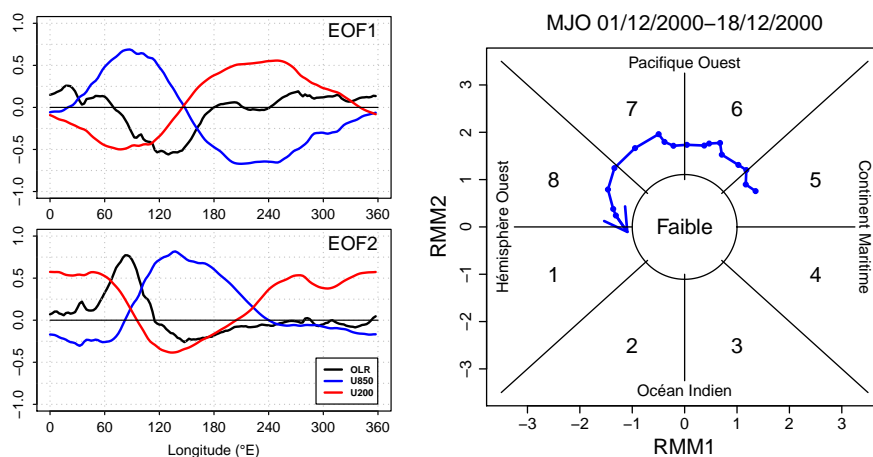 EOF1
1.0
0.5
0.0
−0.5
−1.0
0 60 120 180 240 300 360
EOF2
1.0
0.5
0.0
−0.5
−1.0
OLR
U850
U200
0 60 120 180 240 300 360
Longitude (°E)
MJO 01/12/2000−18/12/2000
Pacifique Ouest
7 6
8 5
Hémisphère Ouest
Continent Maritime
Faible
1 4
2 3
Océan Indien
RMM2
3
2
1
0
−1
−2
−3
−3 −2 −1 0 1 2 3
RMM1